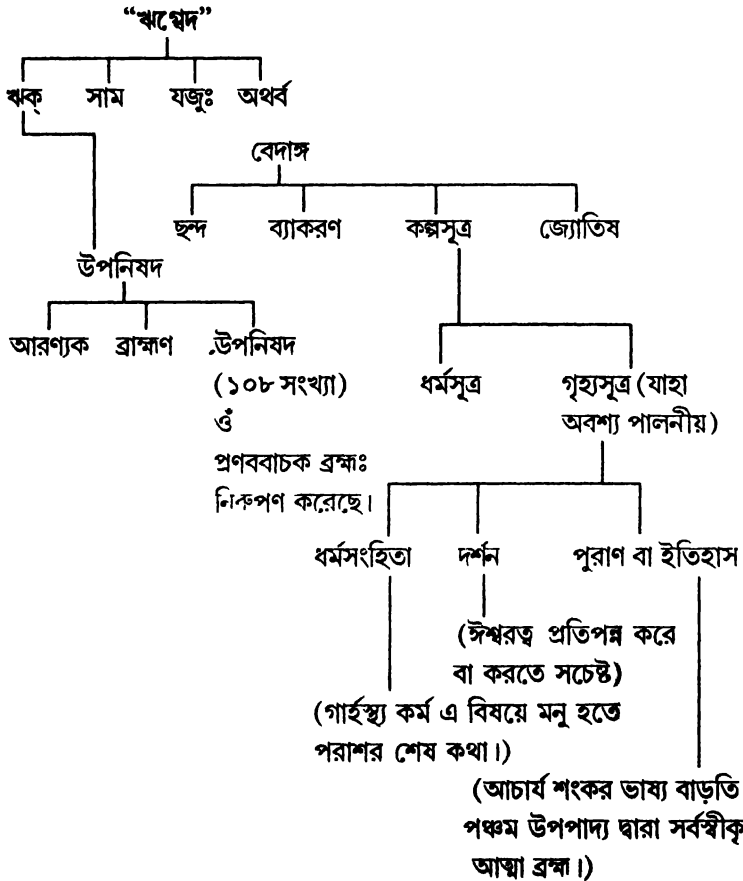 “ঋগ্বেদ”
ঋক্ সাম যজুঃ অথর্ব
বেদাঙ্গ
ছন্দ ব্যাকরণ কল্পসূত্র জ্যোতিষ
উপনিষদ
আরণ্যক ব্রাহ্মণ উপনিষদ
(১০৮ সংখ্যা)
ওঁ
প্রণববাচক ব্রহ্মঃ
নিরুপণ করেছে।
ধর্মসূত্র গৃহ্যসূত্র (যাহা
অবশ্য পালনীয়)
ধর্মসংহিতা দর্শন পুরাণ বা ইতিহাস
(ঈশ্বরত্ব প্রতিপন্ন করে
বা করতে সচেষ্ট)
(গার্হস্থ্য কর্ম এ বিষয়ে মনু হতে
পরাশর শেষ কথা।)
(আচার্য শংকর ভাষ্য বাড়তি
পঞ্চম উপপাদ্য দ্বারা
আত্মা ব্রহ্ম।)